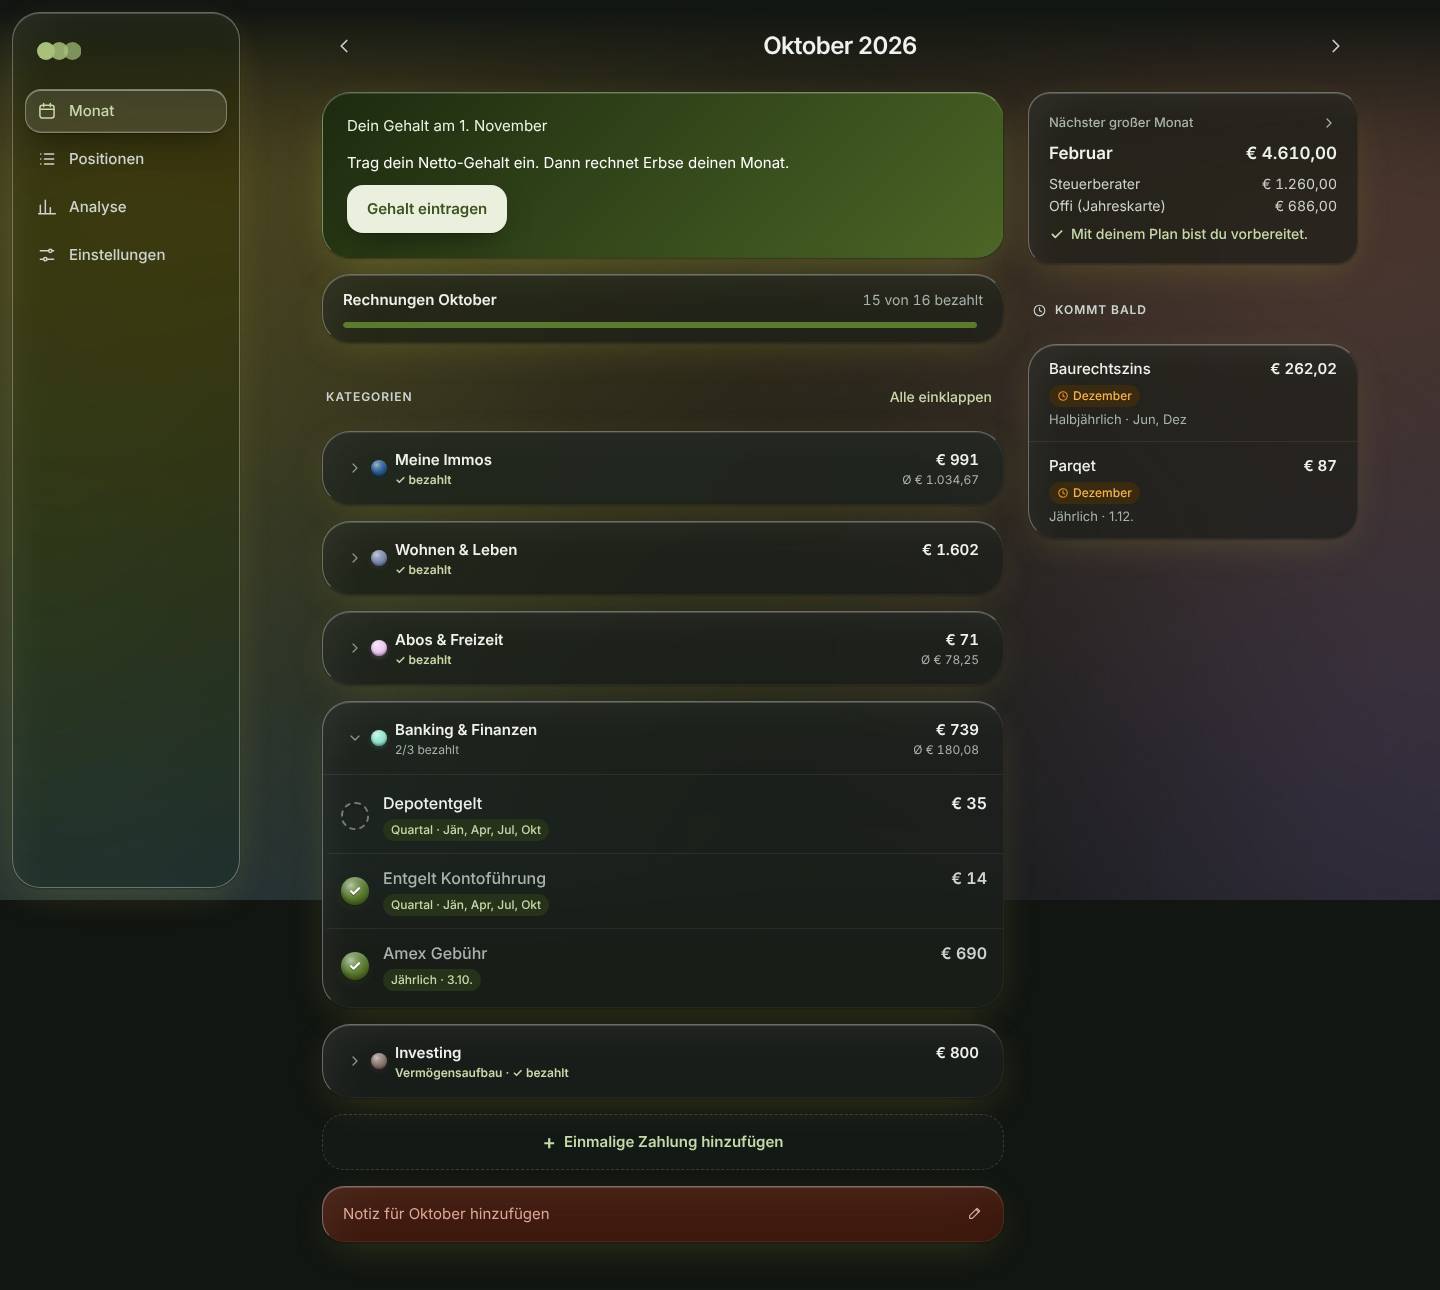 Monat
Positionen
Analyse
Einstellungen
Oktober 2026
Dein Gehalt am 1. November
Trag dein Netto-Gehalt ein. Dann rechnet Erbse deinen Monat.
Gehalt eintragen
Rechnungen Oktober 15 von 16 bezahlt
KATEGORIEN Alle einklappen
Meine Immos € 991
✓ bezahlt Ø € 1.034,67
Wohnen & Leben € 1.602
✓ bezahlt
Abos & Freizeit € 71
✓ bezahlt Ø € 78,25
Banking & Finanzen € 739
2/3 bezahlt Ø € 180,08
Depotentgelt € 35
Quartal · Jän, Apr, Jul, Okt
Entgelt Kontoführung € 14
Quartal · Jän, Apr, Jul, Okt
Amex Gebühr € 690
Jährlich · 3.10.
Investing € 800
Vermögensaufbau · ✓ bezahlt
+ Einmalige Zahlung hinzufügen
Notiz für Oktober hinzufügen
Nächster großer Monat
Februar € 4.610,00
Steuerberater € 1.260,00
Offi (Jahreskarte) € 686,00
✓ Mit deinem Plan bist du vorbereitet.
KOMMT BALD
Baurechtszins € 262,02
Dezember
Halbjährlich · Jun, Dez
Parqet € 87
Dezember
Jährlich · 1.12.